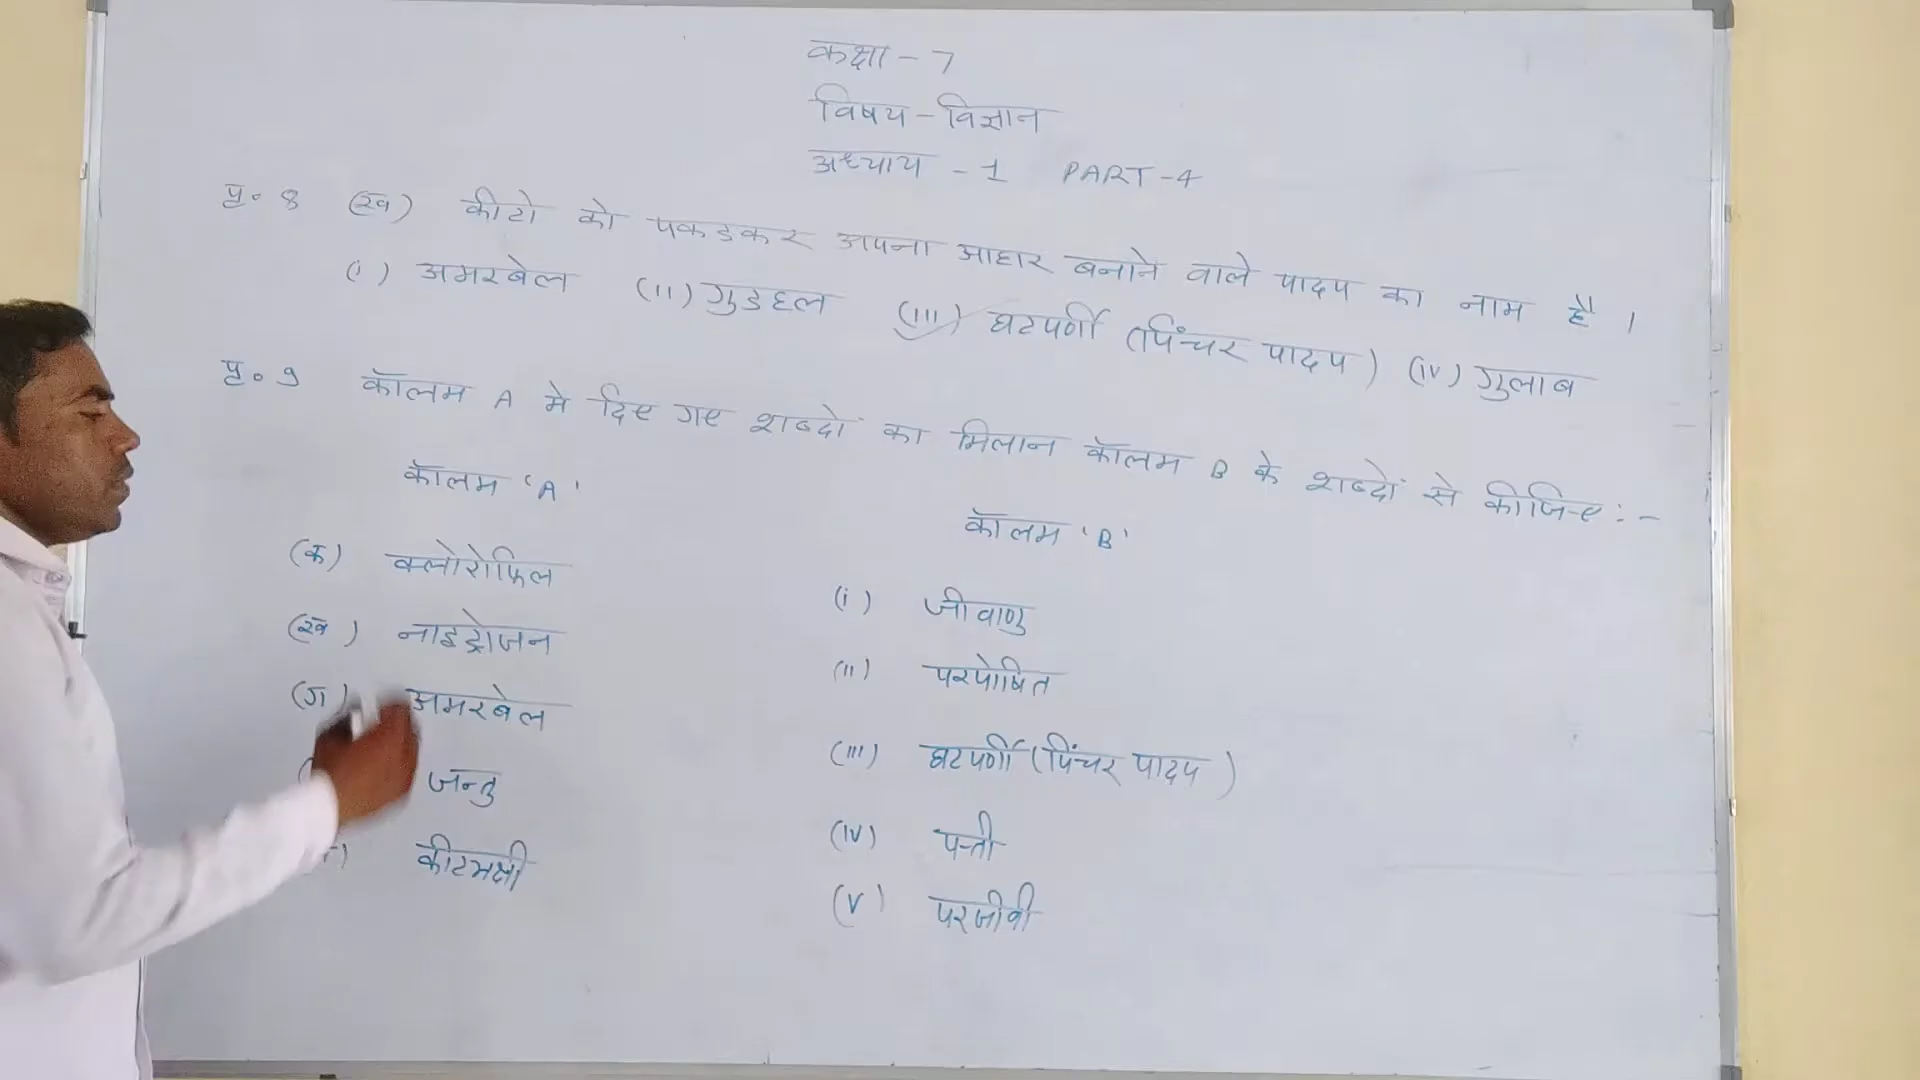 कक्षा - 7
विषय - विज्ञान
अध्याय - 1 PART - 4
प्र. 8 (ख) कीटो को पकडकर अपना आहार बनाने वाले पादप का नाम है ।
(i) अमरबेल (ii) गुडहल (iii) घटपर्णी (पिंचर पादप) (iv) गुलाब
प्र. 9 कॉलम A मे दिए गए शब्दों का मिलान कॉलम B के शब्दों से कीजिए :-
कॉलम 'A'
कॉलम 'B'
(क) क्लोरोफिल
(i) जीवाणु
(ख) नाइट्रोजन
(ii) परपोषित
(ग) अमरबेल
(iii) घटपर्णी (पिंचर पादप)
जन्तु
(iv) पत्ती
कीटभक्षी
(v) परजीवी